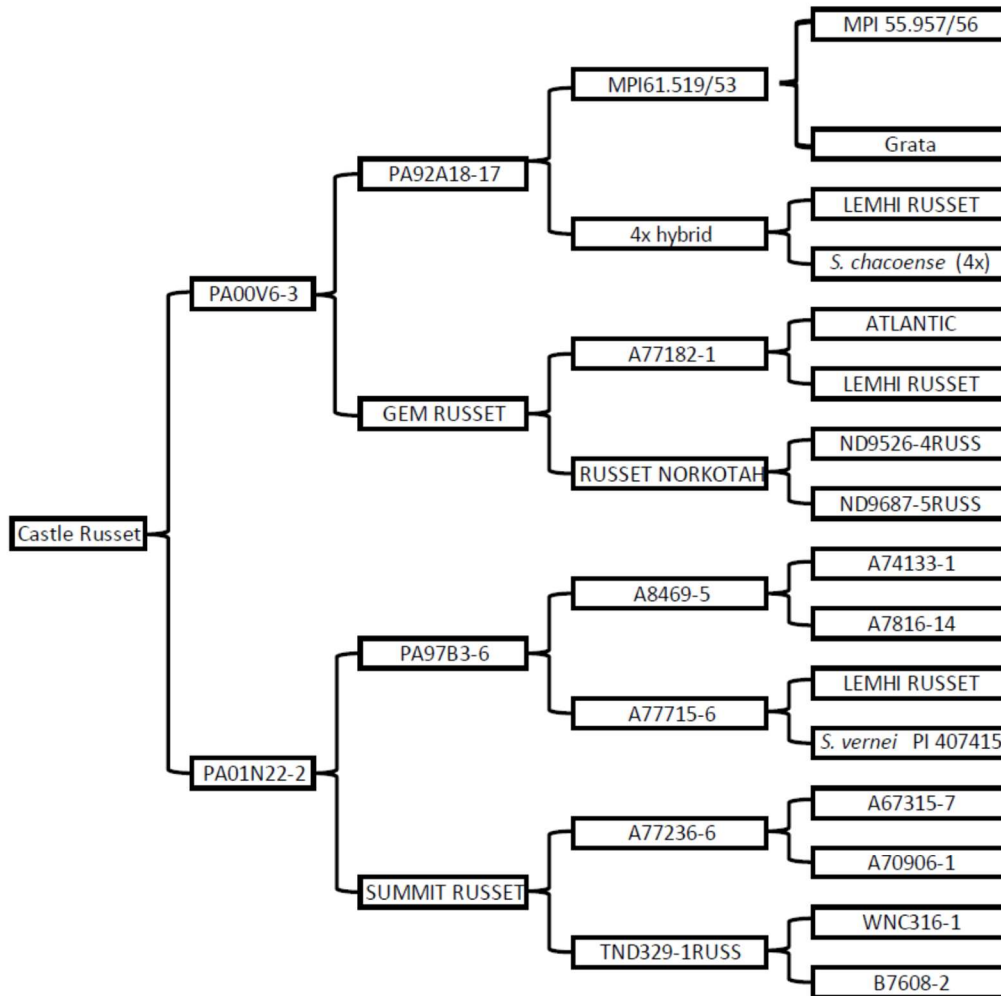 MPI 55.957/56
MPI61.519/53
Grata
PA92A18-17
LEMHI RUSSET
4x hybrid
S. chacoense (4x)
PA00V6-3
ATLANTIC
A77182-1
LEMHI RUSSET
GEM RUSSET
ND9526-4RUSS
RUSSET NORKOTAH
ND9687-5RUSS
Castle Russet
A74133-1
A8469-5
A7816-14
PA97B3-6
LEMHI RUSSET
A77715-6
S. vernei PI 407415
PA01N22-2
A67315-7
A77236-6
A70906-1
SUMMIT RUSSET
WNC316-1
TND329-1RUSS
B7608-2